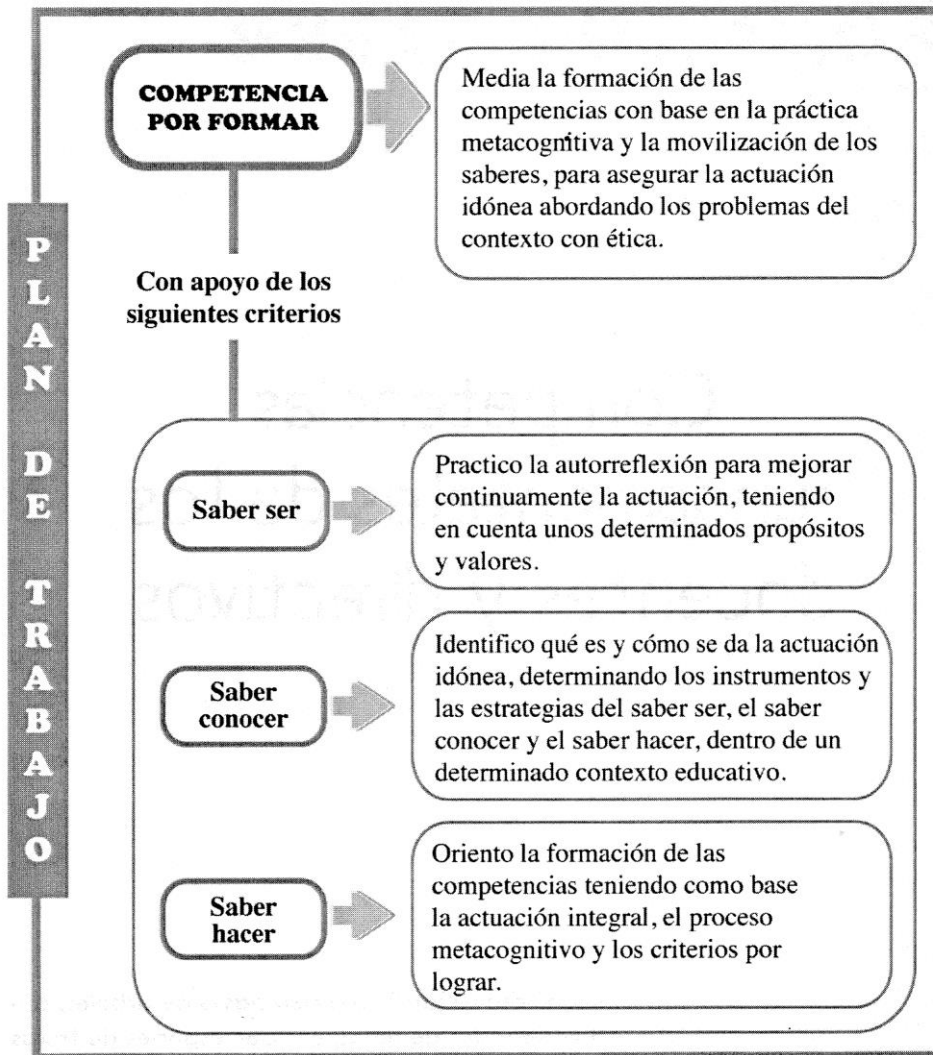 PLAN DE TRABAJO
COMPETENCIA
POR FORMAR
Media la formación de las
competencias con base en la práctica
metacognitiva y la movilización de los
saberes, para asegurar la actuación
idónea abordando los problemas del
contexto con ética.
Con apoyo de los
siguientes criterios
Saber ser
Practico la autorreflexión para mejorar
continuamente la actuación, teniendo
en cuenta unos determinados propósitos
y valores.
Saber
conocer
Identifico qué es y cómo se da la actuación
idónea, determinando los instrumentos y
las estrategias del saber ser, el saber
conocer y el saber hacer, dentro de un
determinado contexto educativo.
Saber
hacer
Oriento la formación de las
competencias teniendo como base
la actuación integral, el proceso
metacognitivo y los criterios por
lograr.